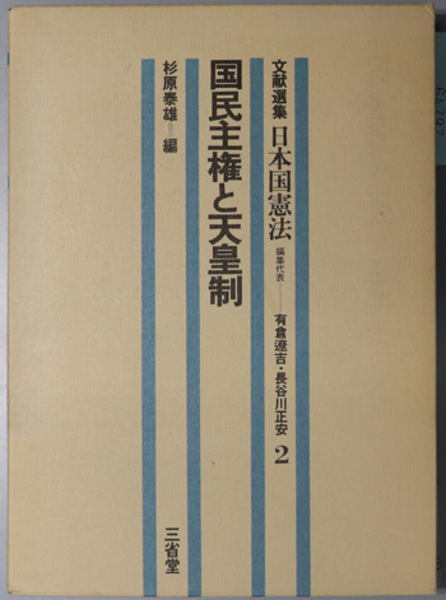 文献選集 日本国憲法 編集代表──有倉遼吉・長谷川正安 2
国民主権と天皇制
杉原泰雄=編
三省堂